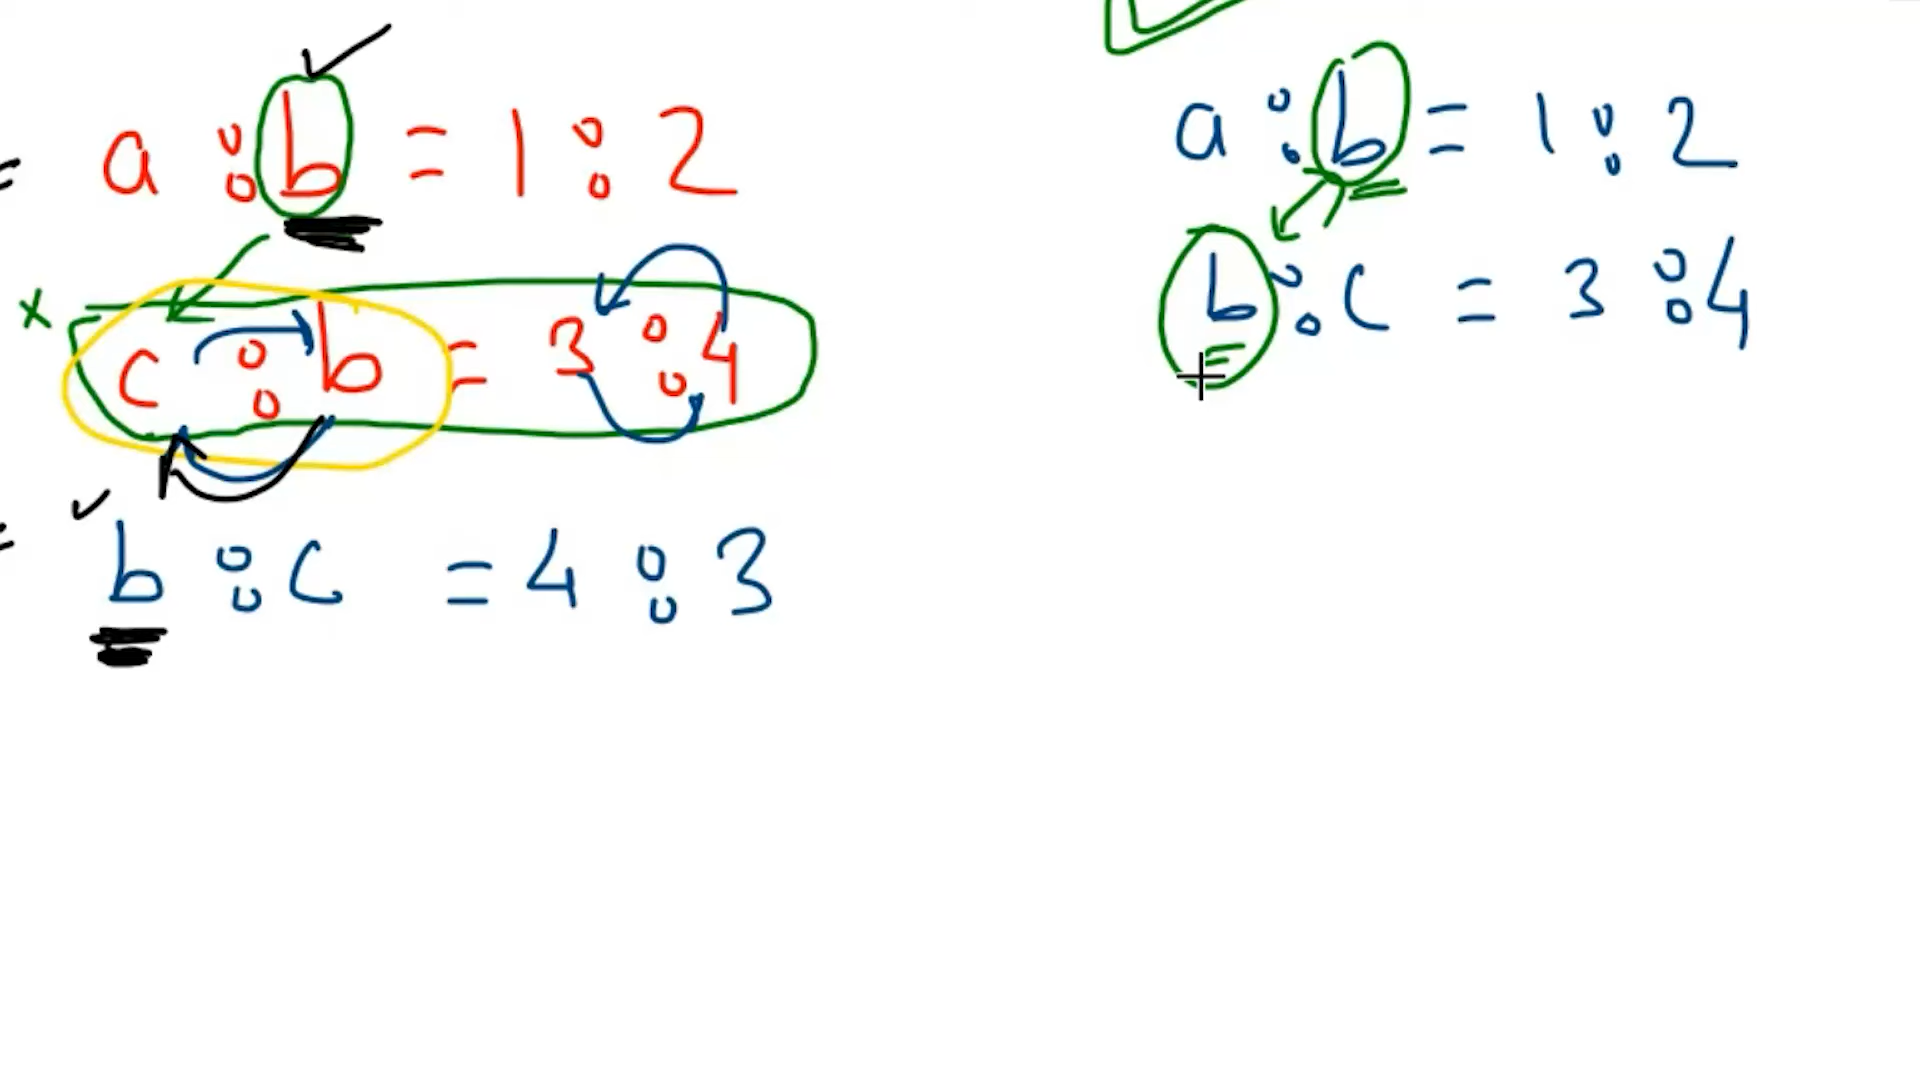 = a : b = 1 : 2
x c : b = 3 : 4
= b : c = 4 : 3
a : b = 1 : 2
b : c = 3 : 4